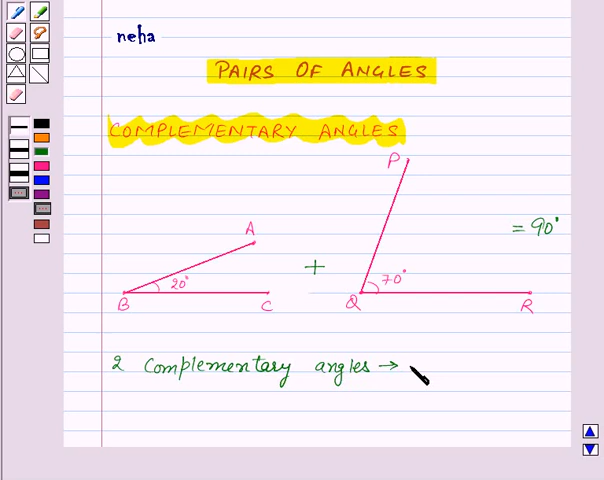 neha
PAIRS OF ANGLES
COMPLEMENTARY ANGLES
P
A
= 90°
+
20°
70°
B
C
Q
R
2 Complementary angles →